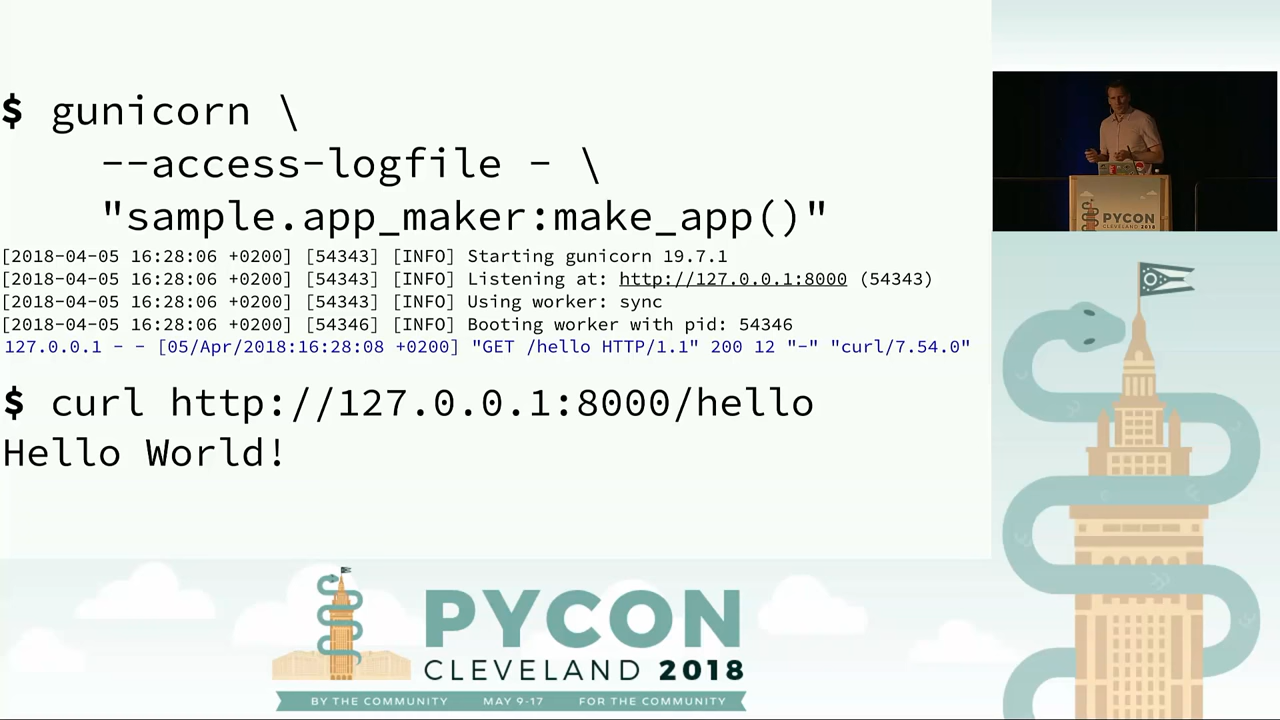 $ gunicorn \
--access-logfile - \
"sample.app_maker:make_app()"
[2018-04-05 16:28:06 +0200] [54343] [INFO] Starting gunicorn 19.7.1
[2018-04-05 16:28:06 +0200] [54343] [INFO] Listening at: http://127.0.0.1:8000 (54343)
[2018-04-05 16:28:06 +0200] [54343] [INFO] Using worker: sync
[2018-04-05 16:28:06 +0200] [54346] [INFO] Booting worker with pid: 54346
127.0.0.1 - - [05/Apr/2018:16:28:08 +0200] "GET /hello HTTP/1.1" 200 12 "-" "curl/7.54.0"
$ curl http://127.0.0.1:8000/hello
Hello World!
PYCON
CLEVELAND 2018
PYCON
CLEVELAND 2018
BY THE COMMUNITY MAY 9-17 FOR THE COMMUNITY